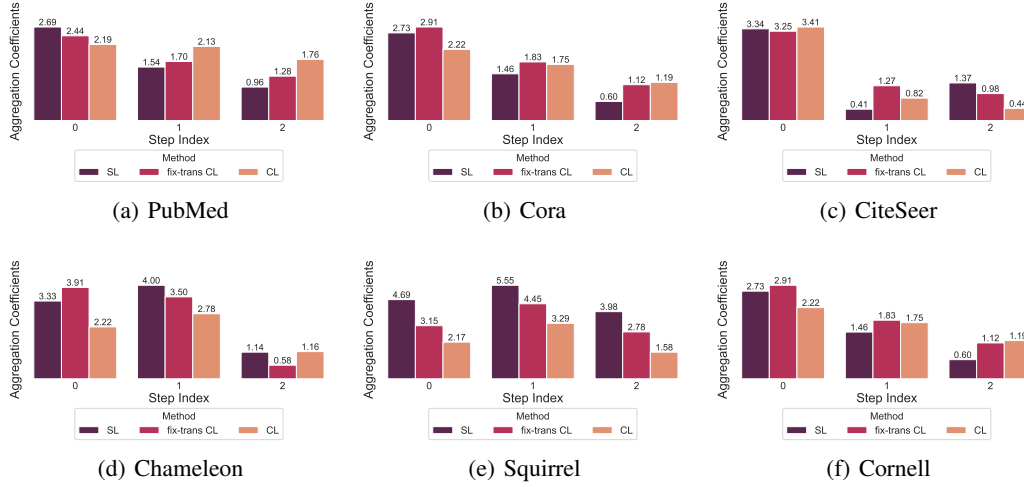 Aggregation Coefficients
2.69 2.44 2.19
1.54 1.70 2.13
0.96 1.28 1.76
0 1 2
Step Index
Method
SL fix-trans CL CL
(a) PubMed
Aggregation Coefficients
2.73 2.91 2.22
1.46 1.83 1.75
0.60 1.12 1.19
0 1 2
Step Index
Method
SL fix-trans CL CL
(b) Cora
Aggregation Coefficients
3.34 3.25 3.41
0.41 1.27 0.82
1.37 0.98 0.44
0 1 2
Step Index
Method
SL fix-trans CL CL
(c) CiteSeer
Aggregation Coefficients
3.33 3.91 2.22
4.00 3.50 2.78
1.14 0.58 1.16
0 1 2
Step Index
Method
SL fix-trans CL CL
(d) Chameleon
Aggregation Coefficients
4.69 3.15 2.17
5.55 4.45 3.29
3.98 2.78 1.58
0 1 2
Step Index
Method
SL fix-trans CL CL
(e) Squirrel
Aggregation Coefficients
2.73 2.91 2.22
1.46 1.83 1.75
0.60 1.12 1.19
0 1 2
Step Index
Method
SL fix-trans CL CL
(f) Cornell